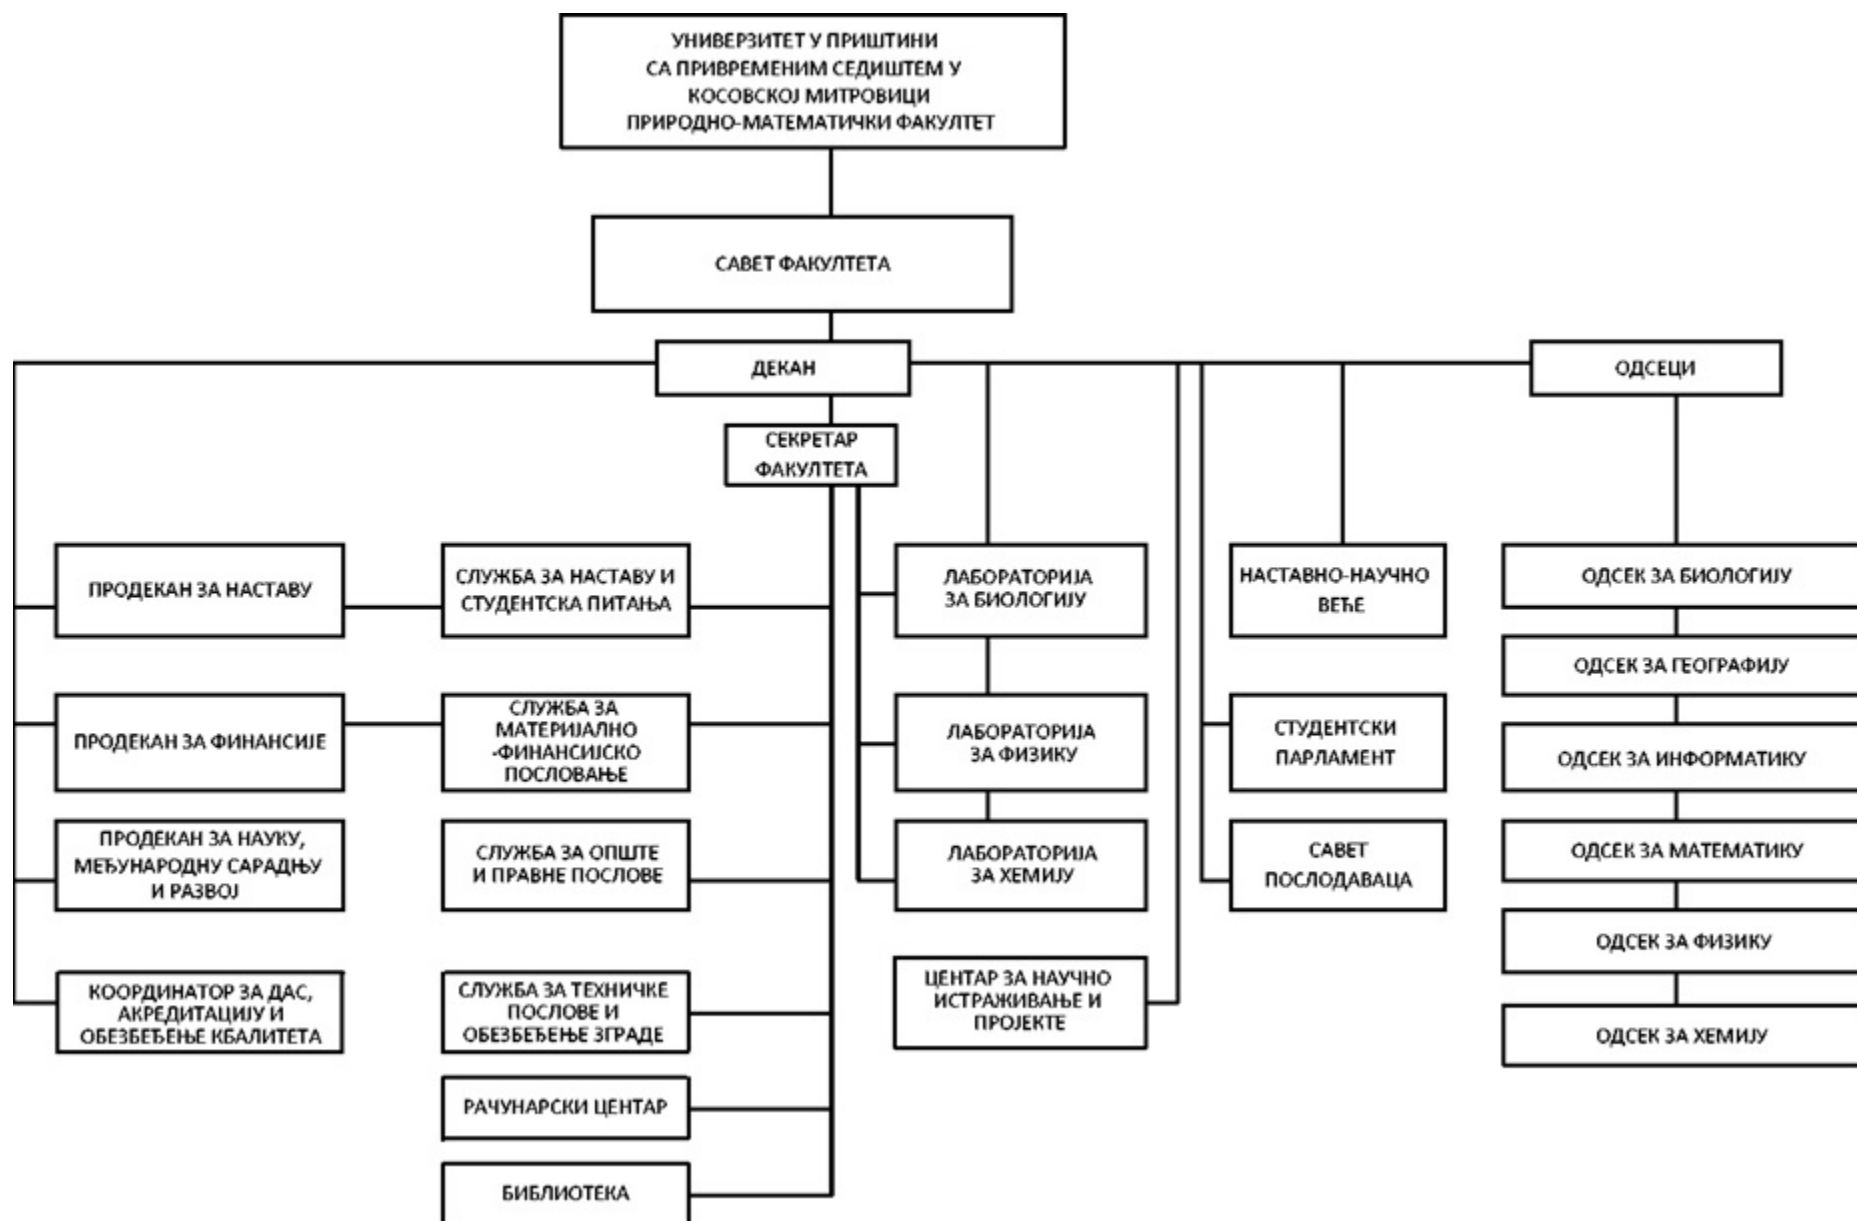 УНИВЕРЗИТЕТ У ПРИШТИНИ
СА ПРИВРЕМЕНИМ СЕДИШТЕМ У
КОСОВСКОЈ МИТРОВИЦИ
ПРИРОДНО-МАТЕМАТИЧКИ ФАКУЛТЕТ
САВЕТ ФАКУЛТЕТА
ДЕКАН
ОДСЕЦИ
СЕКРЕТАР
ФАКУЛТЕТА
ПРОДЕКАН ЗА НАСТАВУ
ПРОДЕКАН ЗА ФИНАНСИЈЕ
ПРОДЕКАН ЗА НАУКУ,
МЕЂУНАРОДНУ САРАДЊУ
И РАЗВОЈ
КООРДИНАТОР ЗА ДАС,
АКРЕДИТАЦИЈУ И
ОБЕЗБЕЂЕЊЕ КБАЛИТЕТА
СЛУЖБА ЗА НАСТАВУ И
СТУДЕНТСКА ПИТАЊА
СЛУЖБА ЗА
МАТЕРИЈАЛНО
-ФИНАНСИЈСКО
ПОСЛОВАЊЕ
СЛУЖБА ЗА ОПШТЕ
И ПРАВНЕ ПОСЛОВЕ
СЛУЖБА ЗА ТЕХНИЧКЕ
ПОСЛОВЕ И
ОБЕЗБЕЂЕЊЕ ЗГРАДЕ
РАЧУНАРСКИ ЦЕНТАР
БИБЛИОТЕКА
ЛАБОРАТОРИЈА
ЗА БИОЛОГИЈУ
ЛАБОРАТОРИЈА
ЗА ФИЗИКУ
ЛАБОРАТОРИЈА
ЗА ХЕМИЈУ
ЦЕНТАР ЗА НАУЧНО
ИСТРАЖИВАЊЕ И
ПРОЈЕКТЕ
НАСТАВНО-НАУЧНО
ВЕЋЕ
СТУДЕНТСКИ
ПАРЛАМЕНТ
САВЕТ
ПОСЛОДАВАЦА
ОДСЕК ЗА БИОЛОГИЈУ
ОДСЕК ЗА ГЕОГРАФИЈУ
ОДСЕК ЗА ИНФОРМАТИКУ
ОДСЕК ЗА МАТЕМАТИКУ
ОДСЕК ЗА ФИЗИКУ
ОДСЕК ЗА ХЕМИЈУ